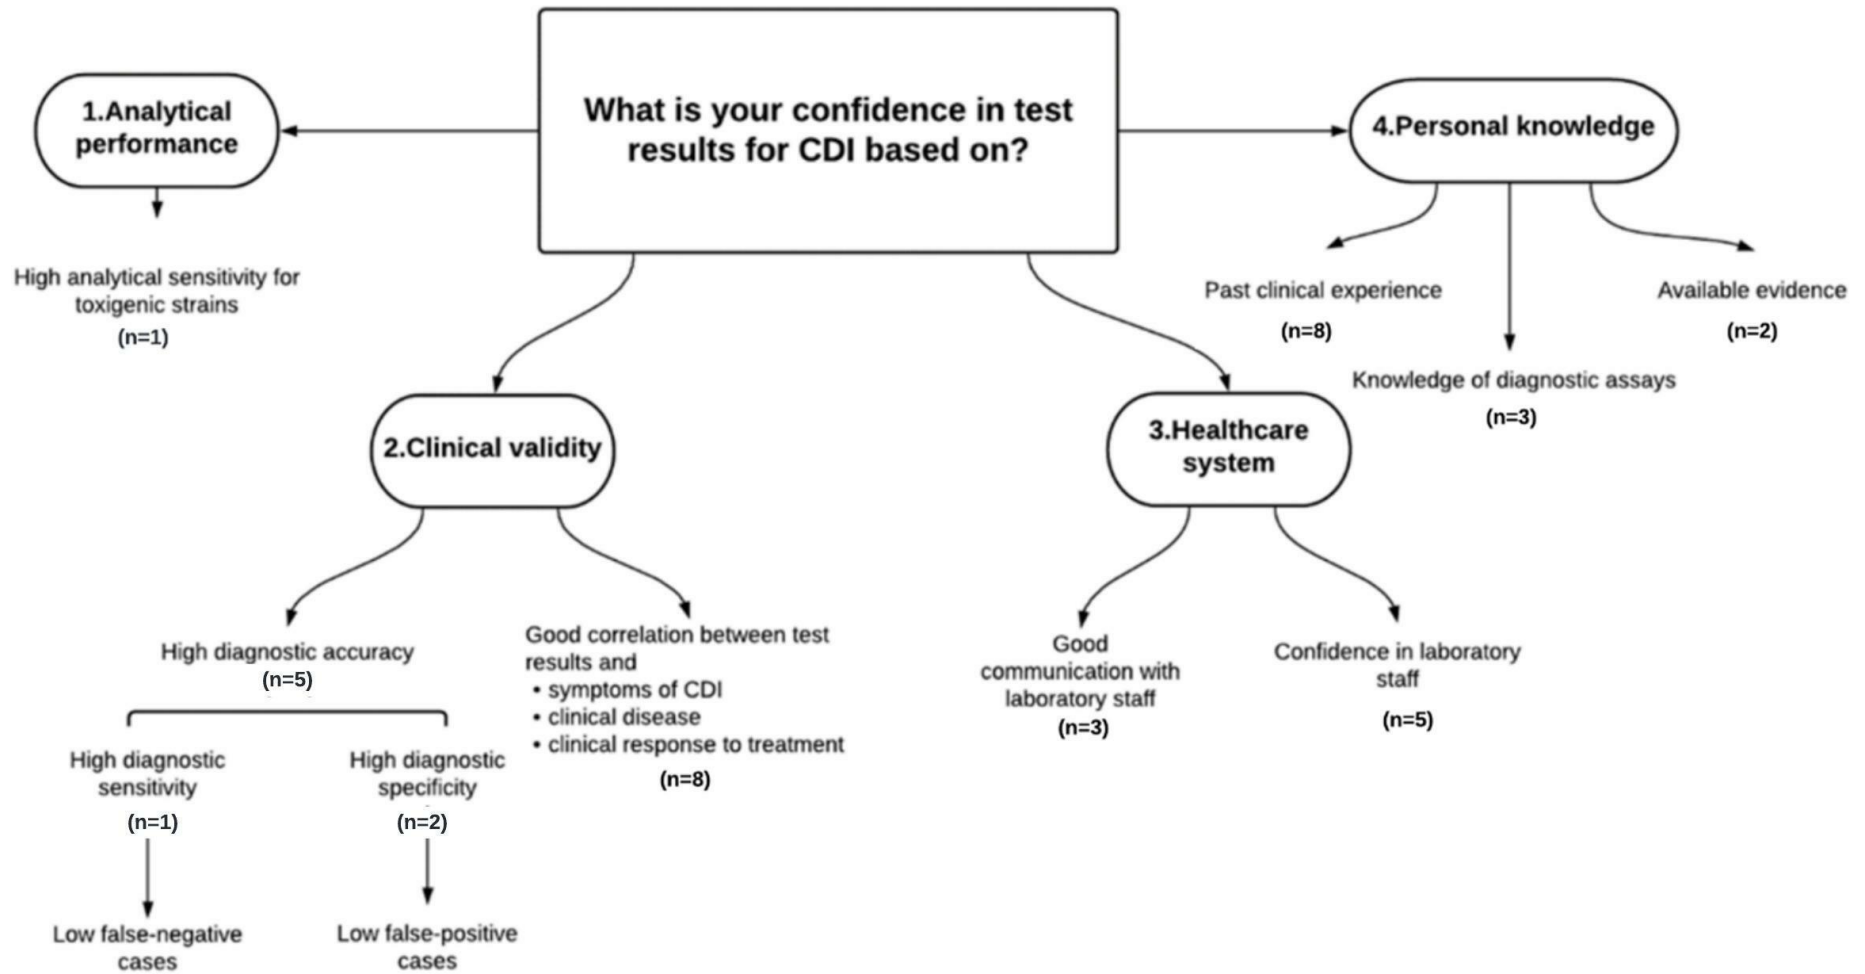 What is your confidence in test
results for CDI based on?
1.Analytical
performance
High analytical sensitivity for
toxigenic strains
(n=1)
2.Clinical validity
High diagnostic accuracy
(n=5)
High diagnostic
sensitivity
(n=1)
Low false-negative
cases
High diagnostic
specificity
(n=2)
Low false-positive
cases
Good correlation between test
results and
• symptoms of CDI
• clinical disease
• clinical response to treatment
(n=8)
3.Healthcare
system
Good
communication with
laboratory staff
(n=3)
Confidence in laboratory
staff
(n=5)
4.Personal knowledge
Past clinical experience
(n=8)
Knowledge of diagnostic assays
(n=3)
Available evidence
(n=2)